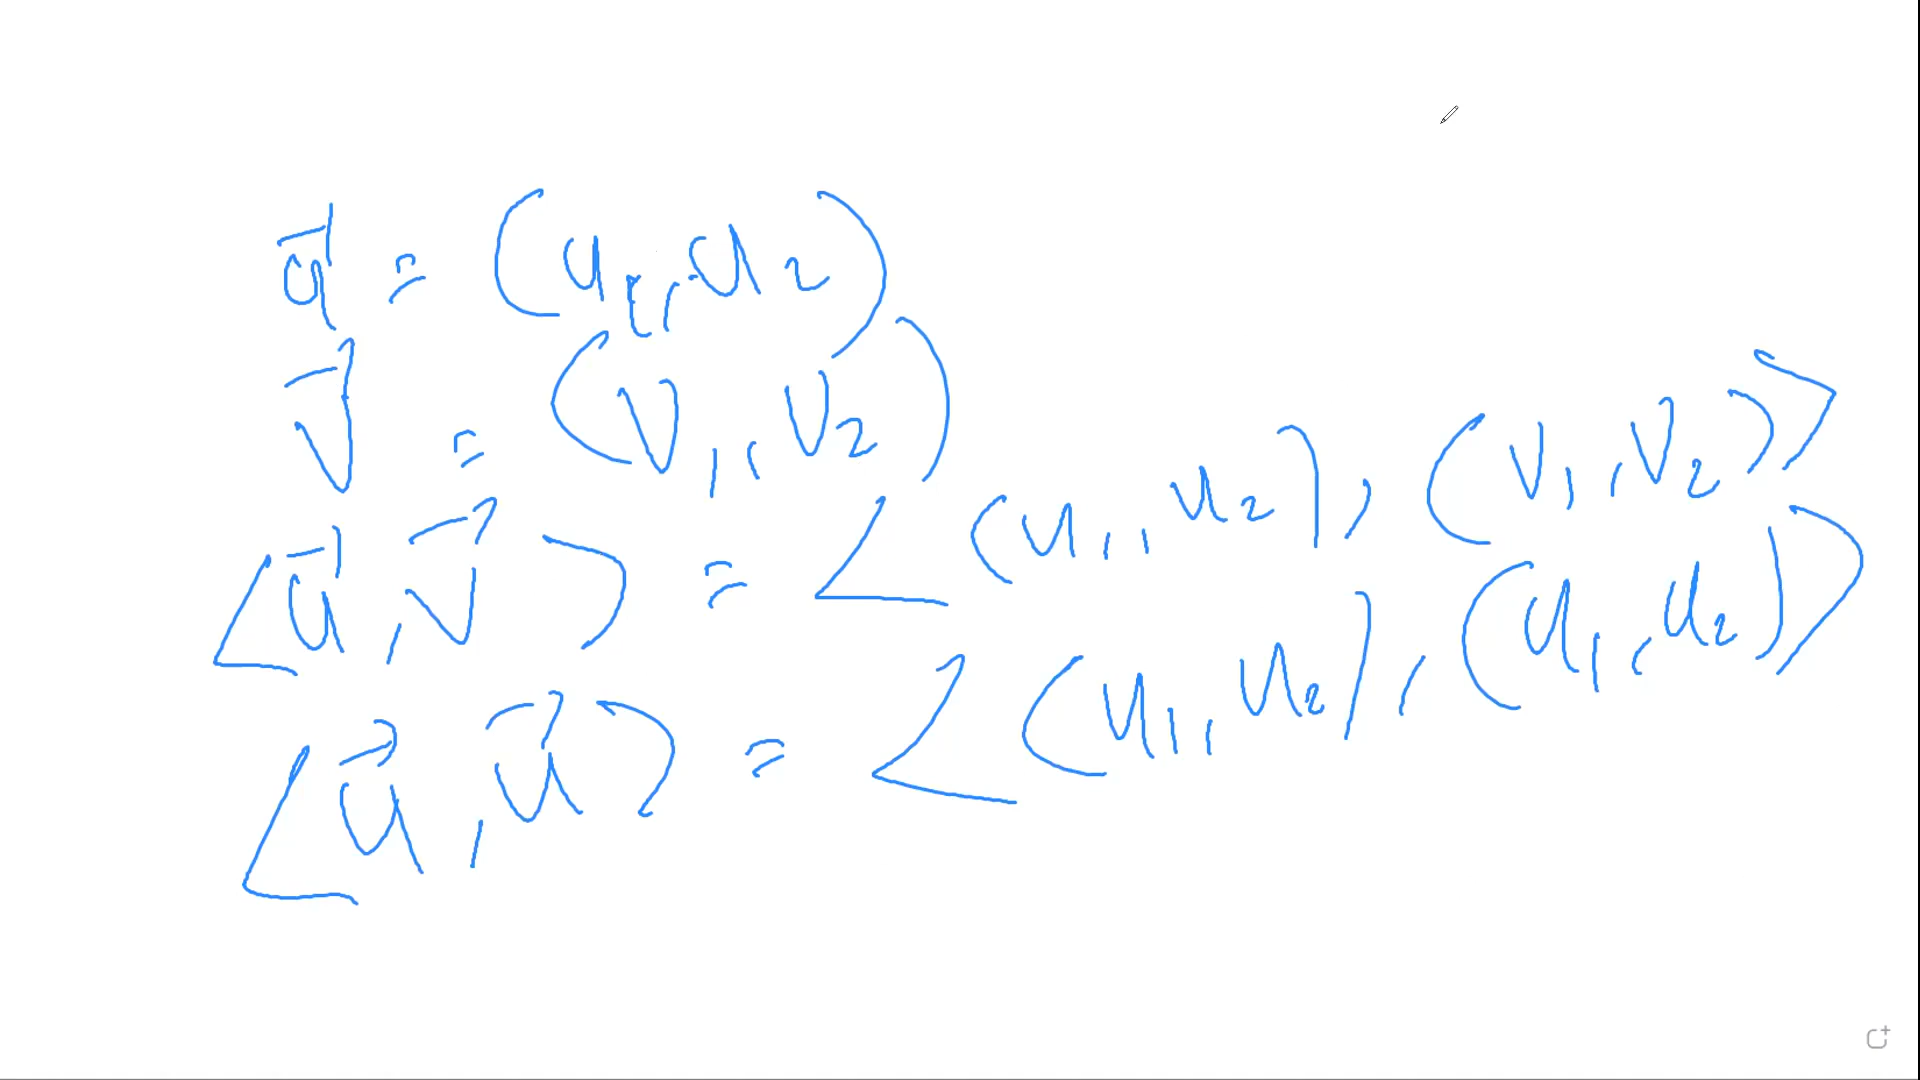 u⃗ = (u₁, u₂)
v⃗ = (v₁, v₂)
⟨u⃗, v⃗⟩ = ⟨(u₁, u₂), (v₁, v₂)⟩
⟨u⃗, u⃗⟩ = ⟨(u₁, u₂), (u₁, u₂)⟩